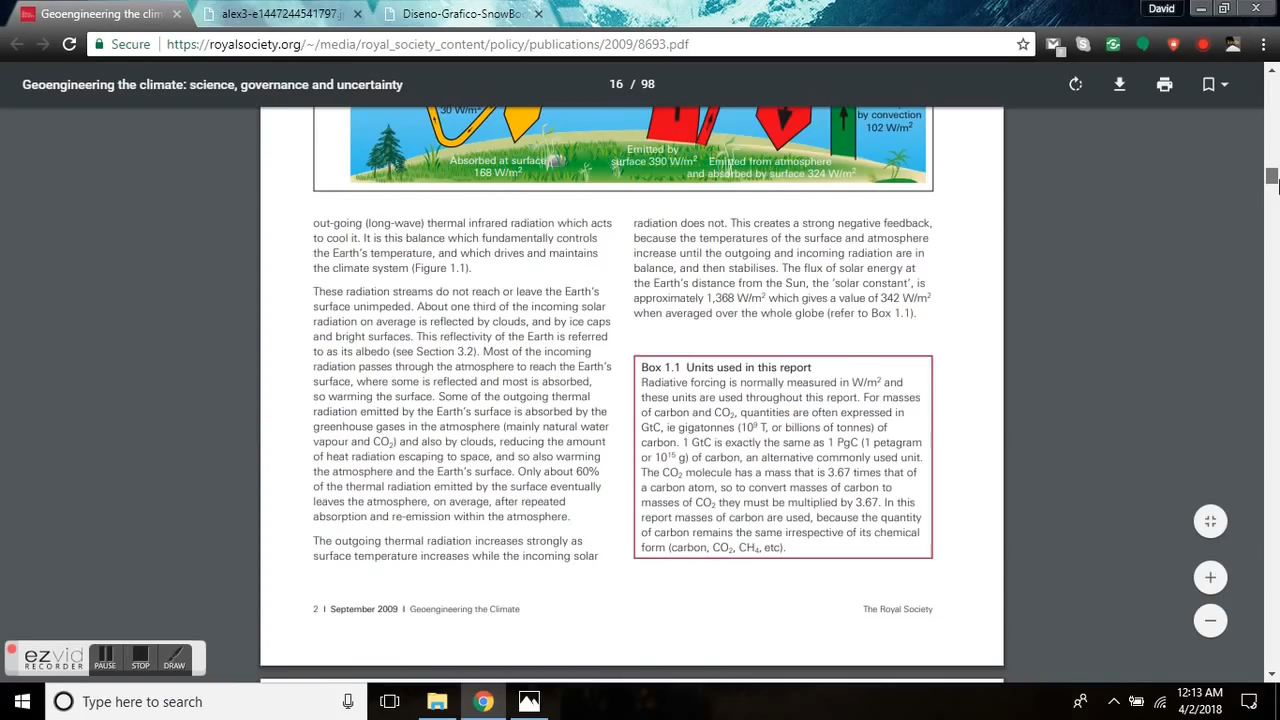 Geoengineering the clim
alex3-e1447244541797.jp
Diseno-Grafico-SnowBo
David
Secure
https://royalsociety.org/~/media/royal_society_content/policy/publications/2009/8693.pdf
Geoengineering the climate: science, governance and uncertainty
16 / 98
30 W/m²
by convection
102 W/m²
Absorbed at surface
168 W/m²
Emitted by
surface 390 W/m²
Emitted from atmosphere
and absorbed by surface 324 W/m²
out-going (long-wave) thermal infrared radiation which acts
to cool it. It is this balance which fundamentally controls
the Earth's temperature, and which drives and maintains
the climate system (Figure 1.1).
These radiation streams do not reach or leave the Earth's
surface unimpeded. About one third of the incoming solar
radiation on average is reflected by clouds, and by ice caps
and bright surfaces. This reflectivity of the Earth is referred
to as its albedo (see Section 3.2). Most of the incoming
radiation passes through the atmosphere to reach the Earth's
surface, where some is reflected and most is absorbed,
so warming the surface. Some of the outgoing thermal
radiation emitted by the Earth's surface is absorbed by the
greenhouse gases in the atmosphere (mainly natural water
vapour and CO₂) and also by clouds, reducing the amount
of heat radiation escaping to space, and so also warming
the atmosphere and the Earth's surface. Only about 60%
of the thermal radiation emitted by the surface eventually
leaves the atmosphere, on average, after repeated
absorption and re-emission within the atmosphere.
The outgoing thermal radiation increases strongly as
surface temperature increases while the incoming solar
radiation does not. This creates a strong negative feedback,
because the temperatures of the surface and atmosphere
increase until the outgoing and incoming radiation are in
balance, and then stabilises. The flux of solar energy at
the Earth's distance from the Sun, the 'solar constant', is
approximately 1,368 W/m² which gives a value of 342 W/m²
when averaged over the whole globe (refer to Box 1.1).
Box 1.1 Units used in this report
Radiative forcing is normally measured in W/m² and
these units are used throughout this report. For masses
of carbon and CO₂, quantities are often expressed in
GtC, ie gigatonnes (10⁹ T, or billions of tonnes) of
carbon. 1 GtC is exactly the same as 1 PgC (1 petagram
or 10¹⁵ g) of carbon, an alternative commonly used unit.
The CO₂ molecule has a mass that is 3.67 times that of
a carbon atom, so to convert masses of carbon to
masses of CO₂ they must be multiplied by 3.67. In this
report masses of carbon are used, because the quantity
of carbon remains the same irrespective of its chemical
form (carbon, CO₂, CH₄, etc).
2 I September 2009 I Geoengineering the Climate
The Royal Society
ezvid
RECORDER
PAUSE
STOP
DRAW
Type here to search
12:13 AM
4/2/2018